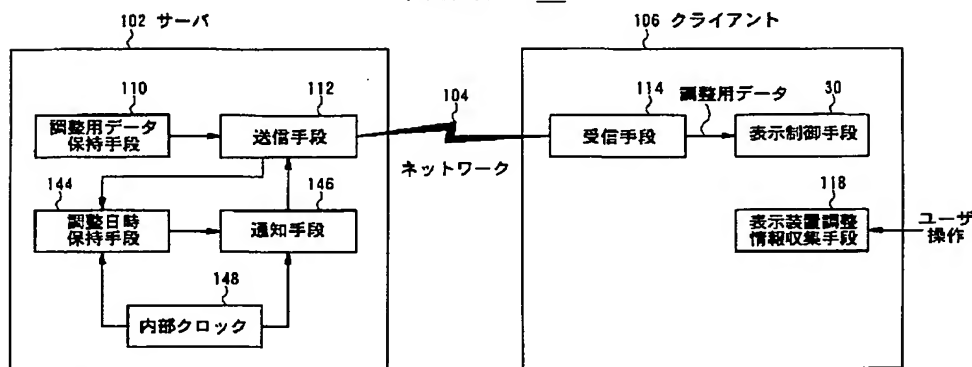 102 サーバ
106 クライアント
110
調整用データ
保持手段
112
送信手段
104
ネットワーク
114
受信手段
調整用データ
30
表示制御手段
144
調整日時
保持手段
146
通知手段
118
表示装置調整
情報収集手段
ユーザ
操作
148
内部クロック